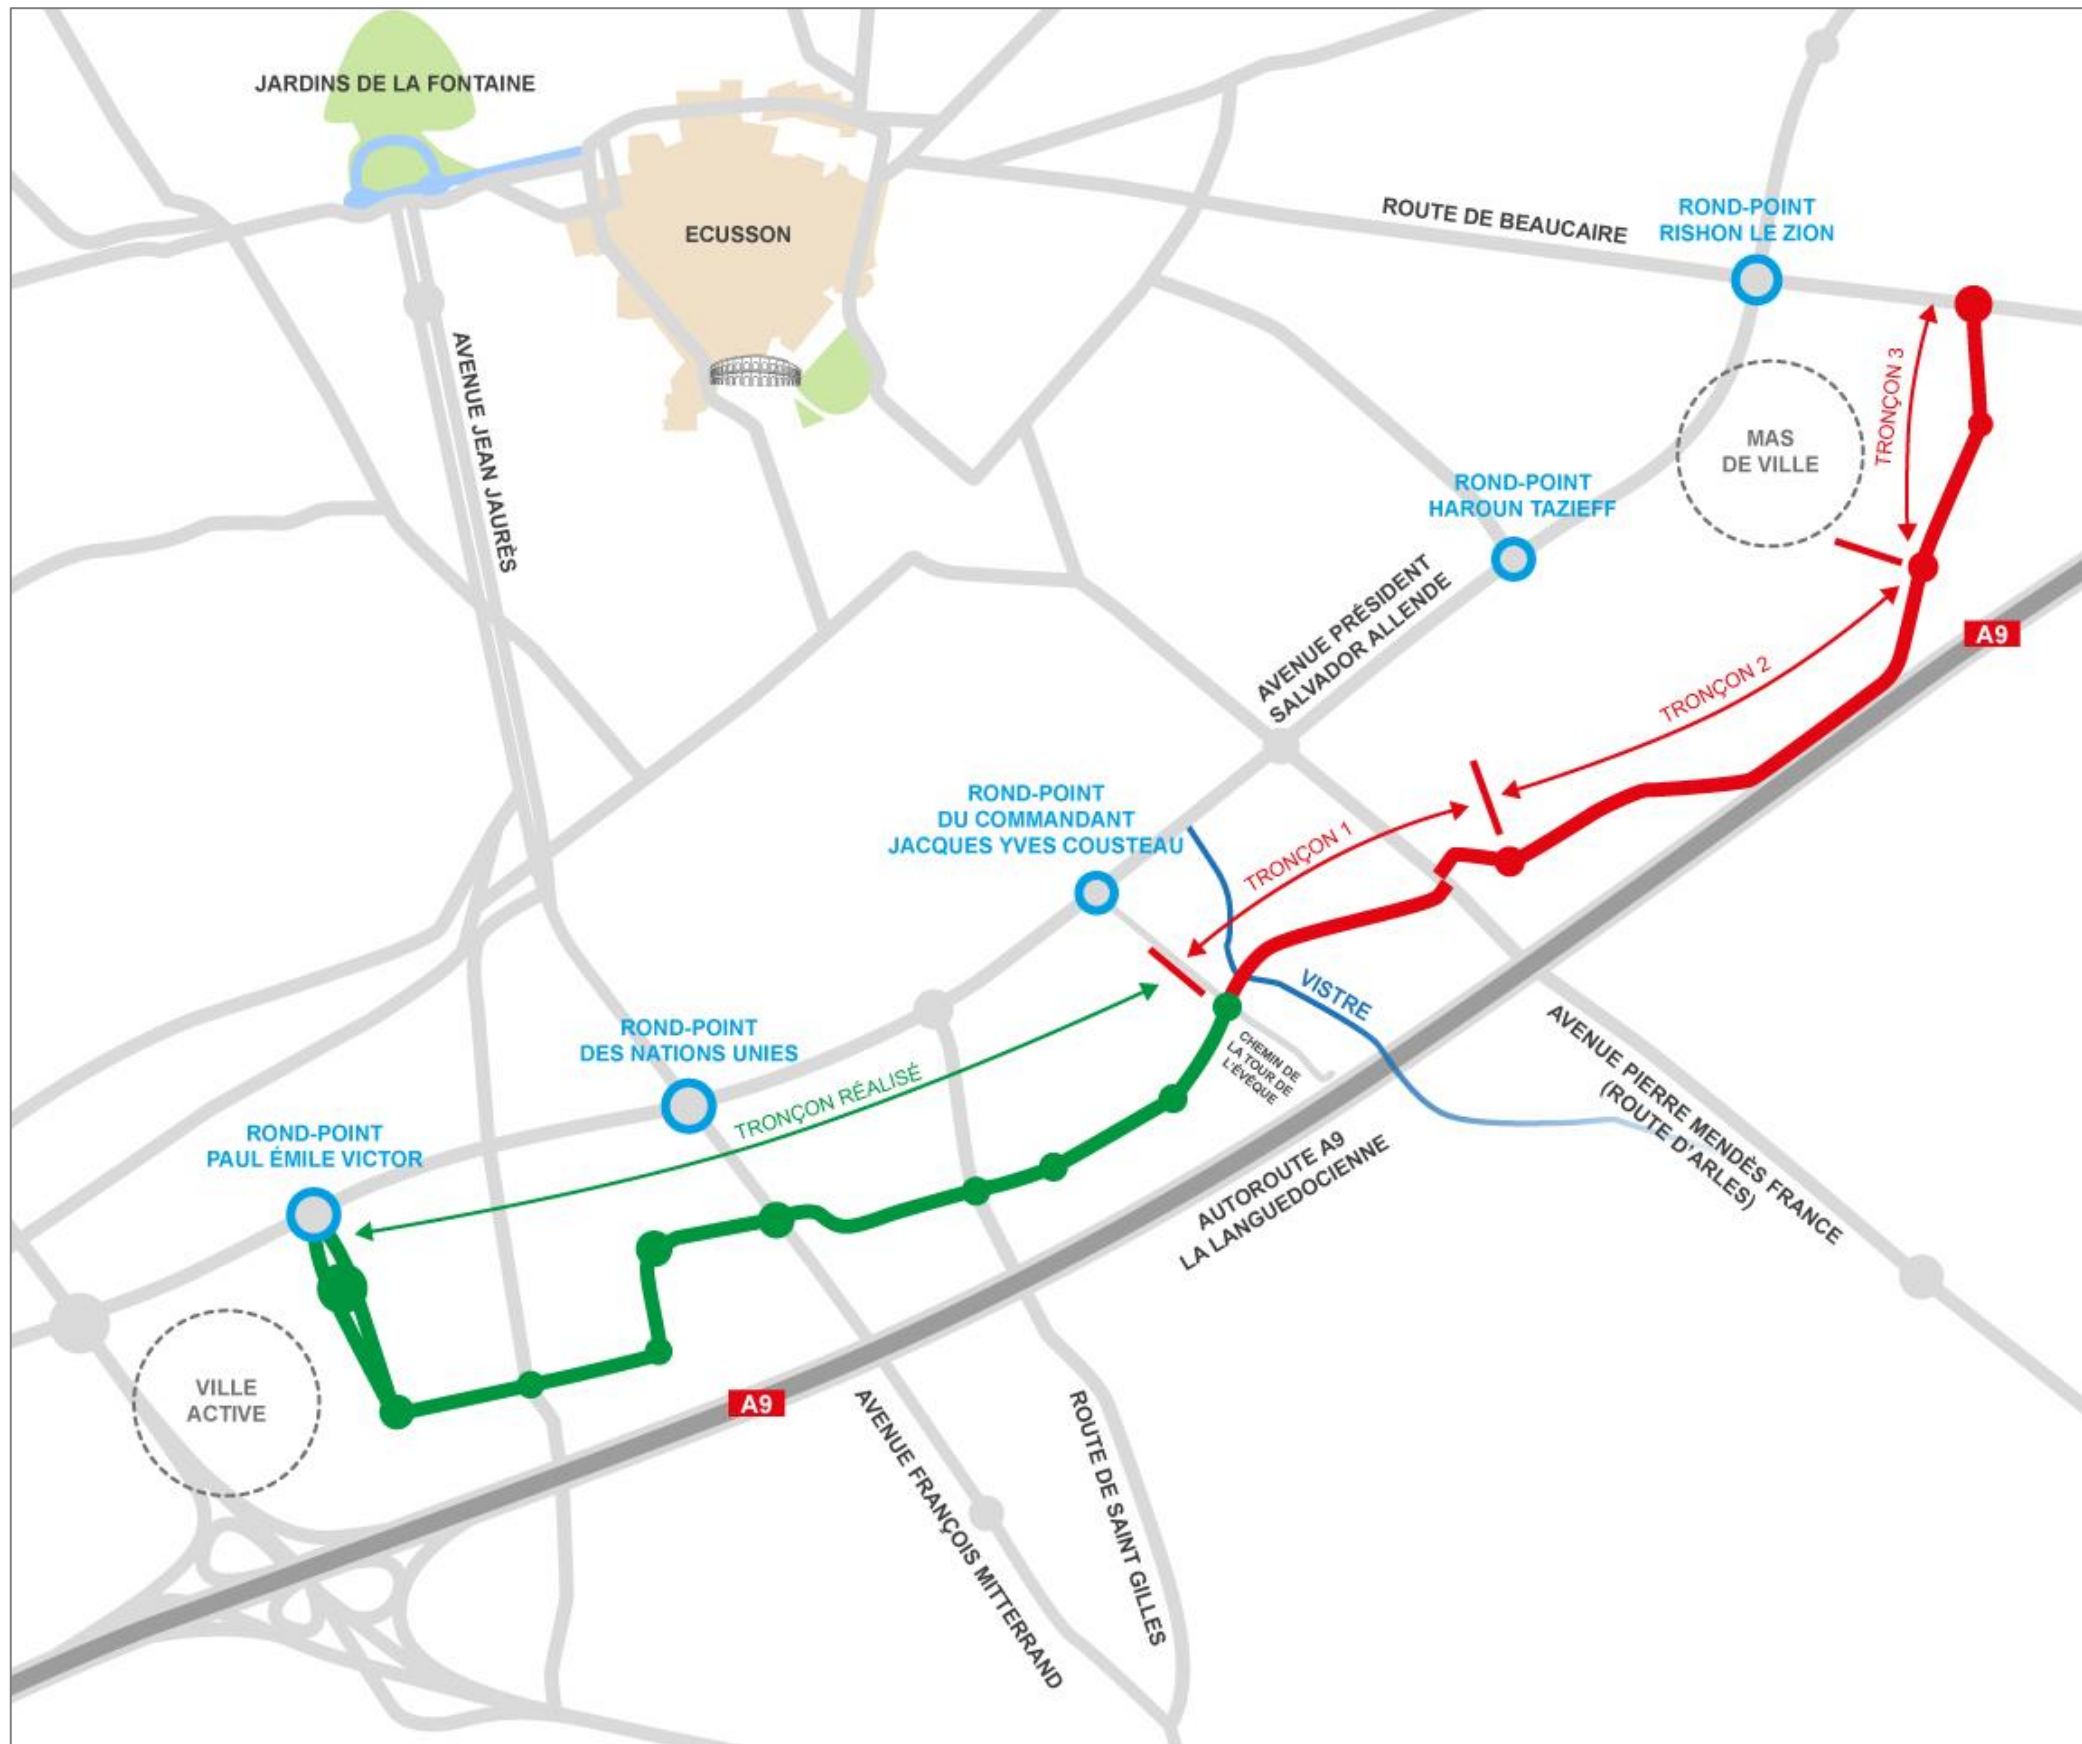 JARDINS DE LA FONTAINE
ECUSSON
ROUTE DE BEAUCAIRE
ROND-POINT
RISHON LE ZION
AVENUE JEAN JAURÈS
TRONÇON 3
MAS
DE VILLE
ROND-POINT
HAROUN TAZIEFF
AVENUE PRÉSIDENT
SALVADOR ALLENDE
A9
TRONÇON 2
ROND-POINT
DU COMMANDANT
JACQUES YVES COUSTEAU
TRONÇON 1
VISTRE
ROND-POINT
DES NATIONS UNIES
CHEMIN DE
LA TOUR DE
L'ÉVÊQUE
TRONÇON RÉALISÉ
AVENUE PIERRE MENDÈS FRANCE
(ROUTE D'ARLES)
ROND-POINT
PAUL ÉMILE VICTOR
AUTOROUTE A9
LA LANGUEDOCIENNE
VILLE
ACTIVE
A9
AVENUE FRANÇOIS MITTERRAND
ROUTE DE SAINT GILLES